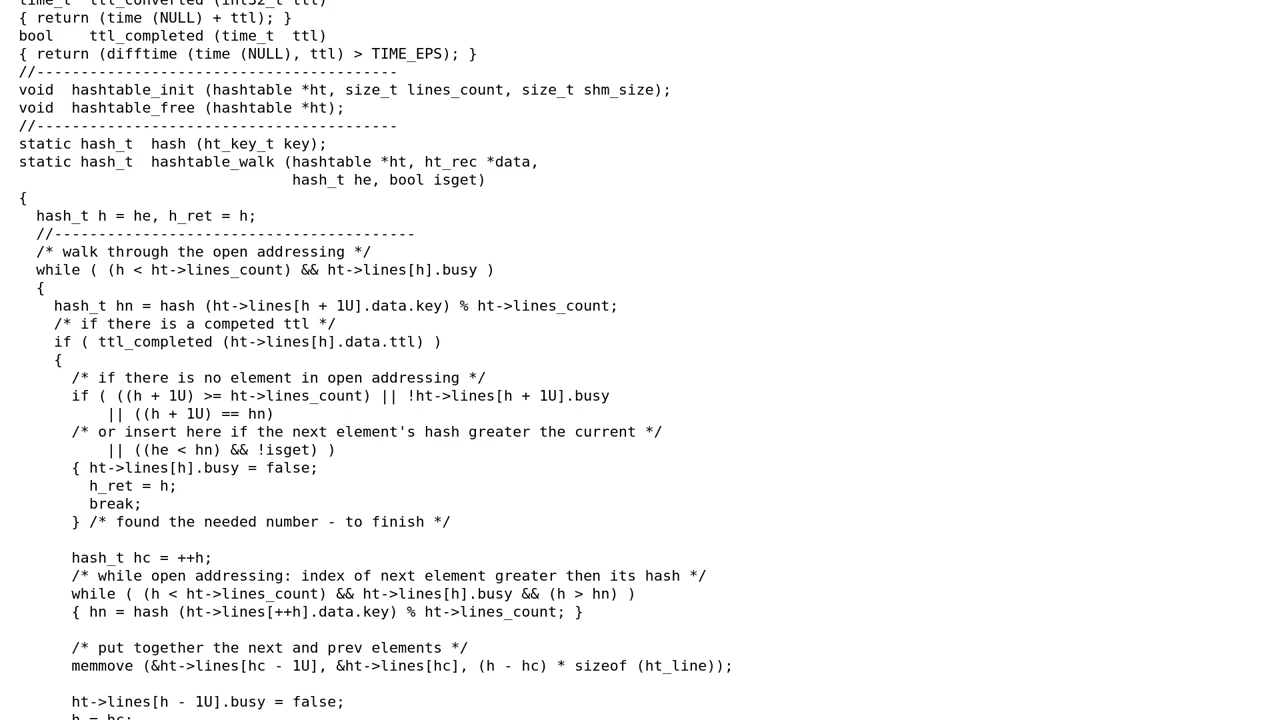 time_t  ttl_converted (int32_t ttl)
{ return (time (NULL) + ttl); }
bool    ttl_completed (time_t  ttl)
{ return (difftime (time (NULL), ttl) > TIME_EPS); }
//-----------------------------------------
void  hashtable_init (hashtable *ht, size_t lines_count, size_t shm_size);
void  hashtable_free (hashtable *ht);
//-----------------------------------------
static hash_t  hash (ht_key_t key);
static hash_t  hashtable_walk (hashtable *ht, ht_rec *data,
                               hash_t he, bool isget)
{
  hash_t h = he, h_ret = h;
  //-----------------------------------------
  /* walk through the open addressing */
  while ( (h < ht->lines_count) && ht->lines[h].busy )
  {
    hash_t hn = hash (ht->lines[h + 1U].data.key) % ht->lines_count;
    /* if there is a competed ttl */
    if ( ttl_completed (ht->lines[h].data.ttl) )
    {
      /* if there is no element in open addressing */
      if ( ((h + 1U) >= ht->lines_count) || !ht->lines[h + 1U].busy
          || ((h + 1U) == hn)
      /* or insert here if the next element's hash greater the current */
          || ((he < hn) && !isget) )
      { ht->lines[h].busy = false;
        h_ret = h;
        break;
      } /* found the needed number - to finish */

      hash_t hc = ++h;
      /* while open addressing: index of next element greater then its hash */
      while ( (h < ht->lines_count) && ht->lines[h].busy && (h > hn) )
      { hn = hash (ht->lines[++h].data.key) % ht->lines_count; }

      /* put together the next and prev elements */
      memmove (&ht->lines[hc - 1U], &ht->lines[hc], (h - hc) * sizeof (ht_line));

      ht->lines[h - 1U].busy = false;
      h = hc;